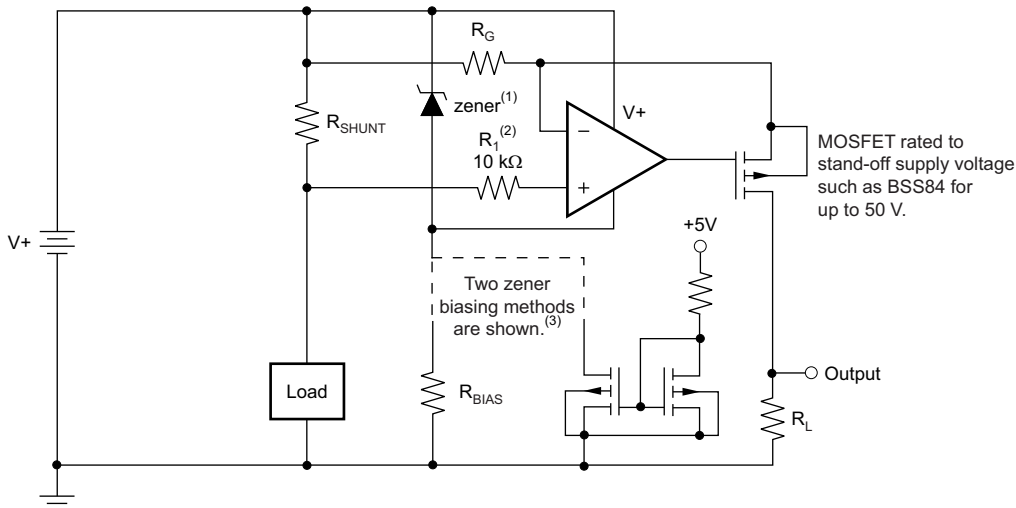 R_G
zener(1)
V+
R_SHUNT
R_1(2)
10 kΩ
−
+
MOSFET rated to
stand-off supply voltage
such as BSS84 for
up to 50 V.
V+
+5V
Two zener
biasing methods
are shown.(3)
Load
R_BIAS
Output
R_L